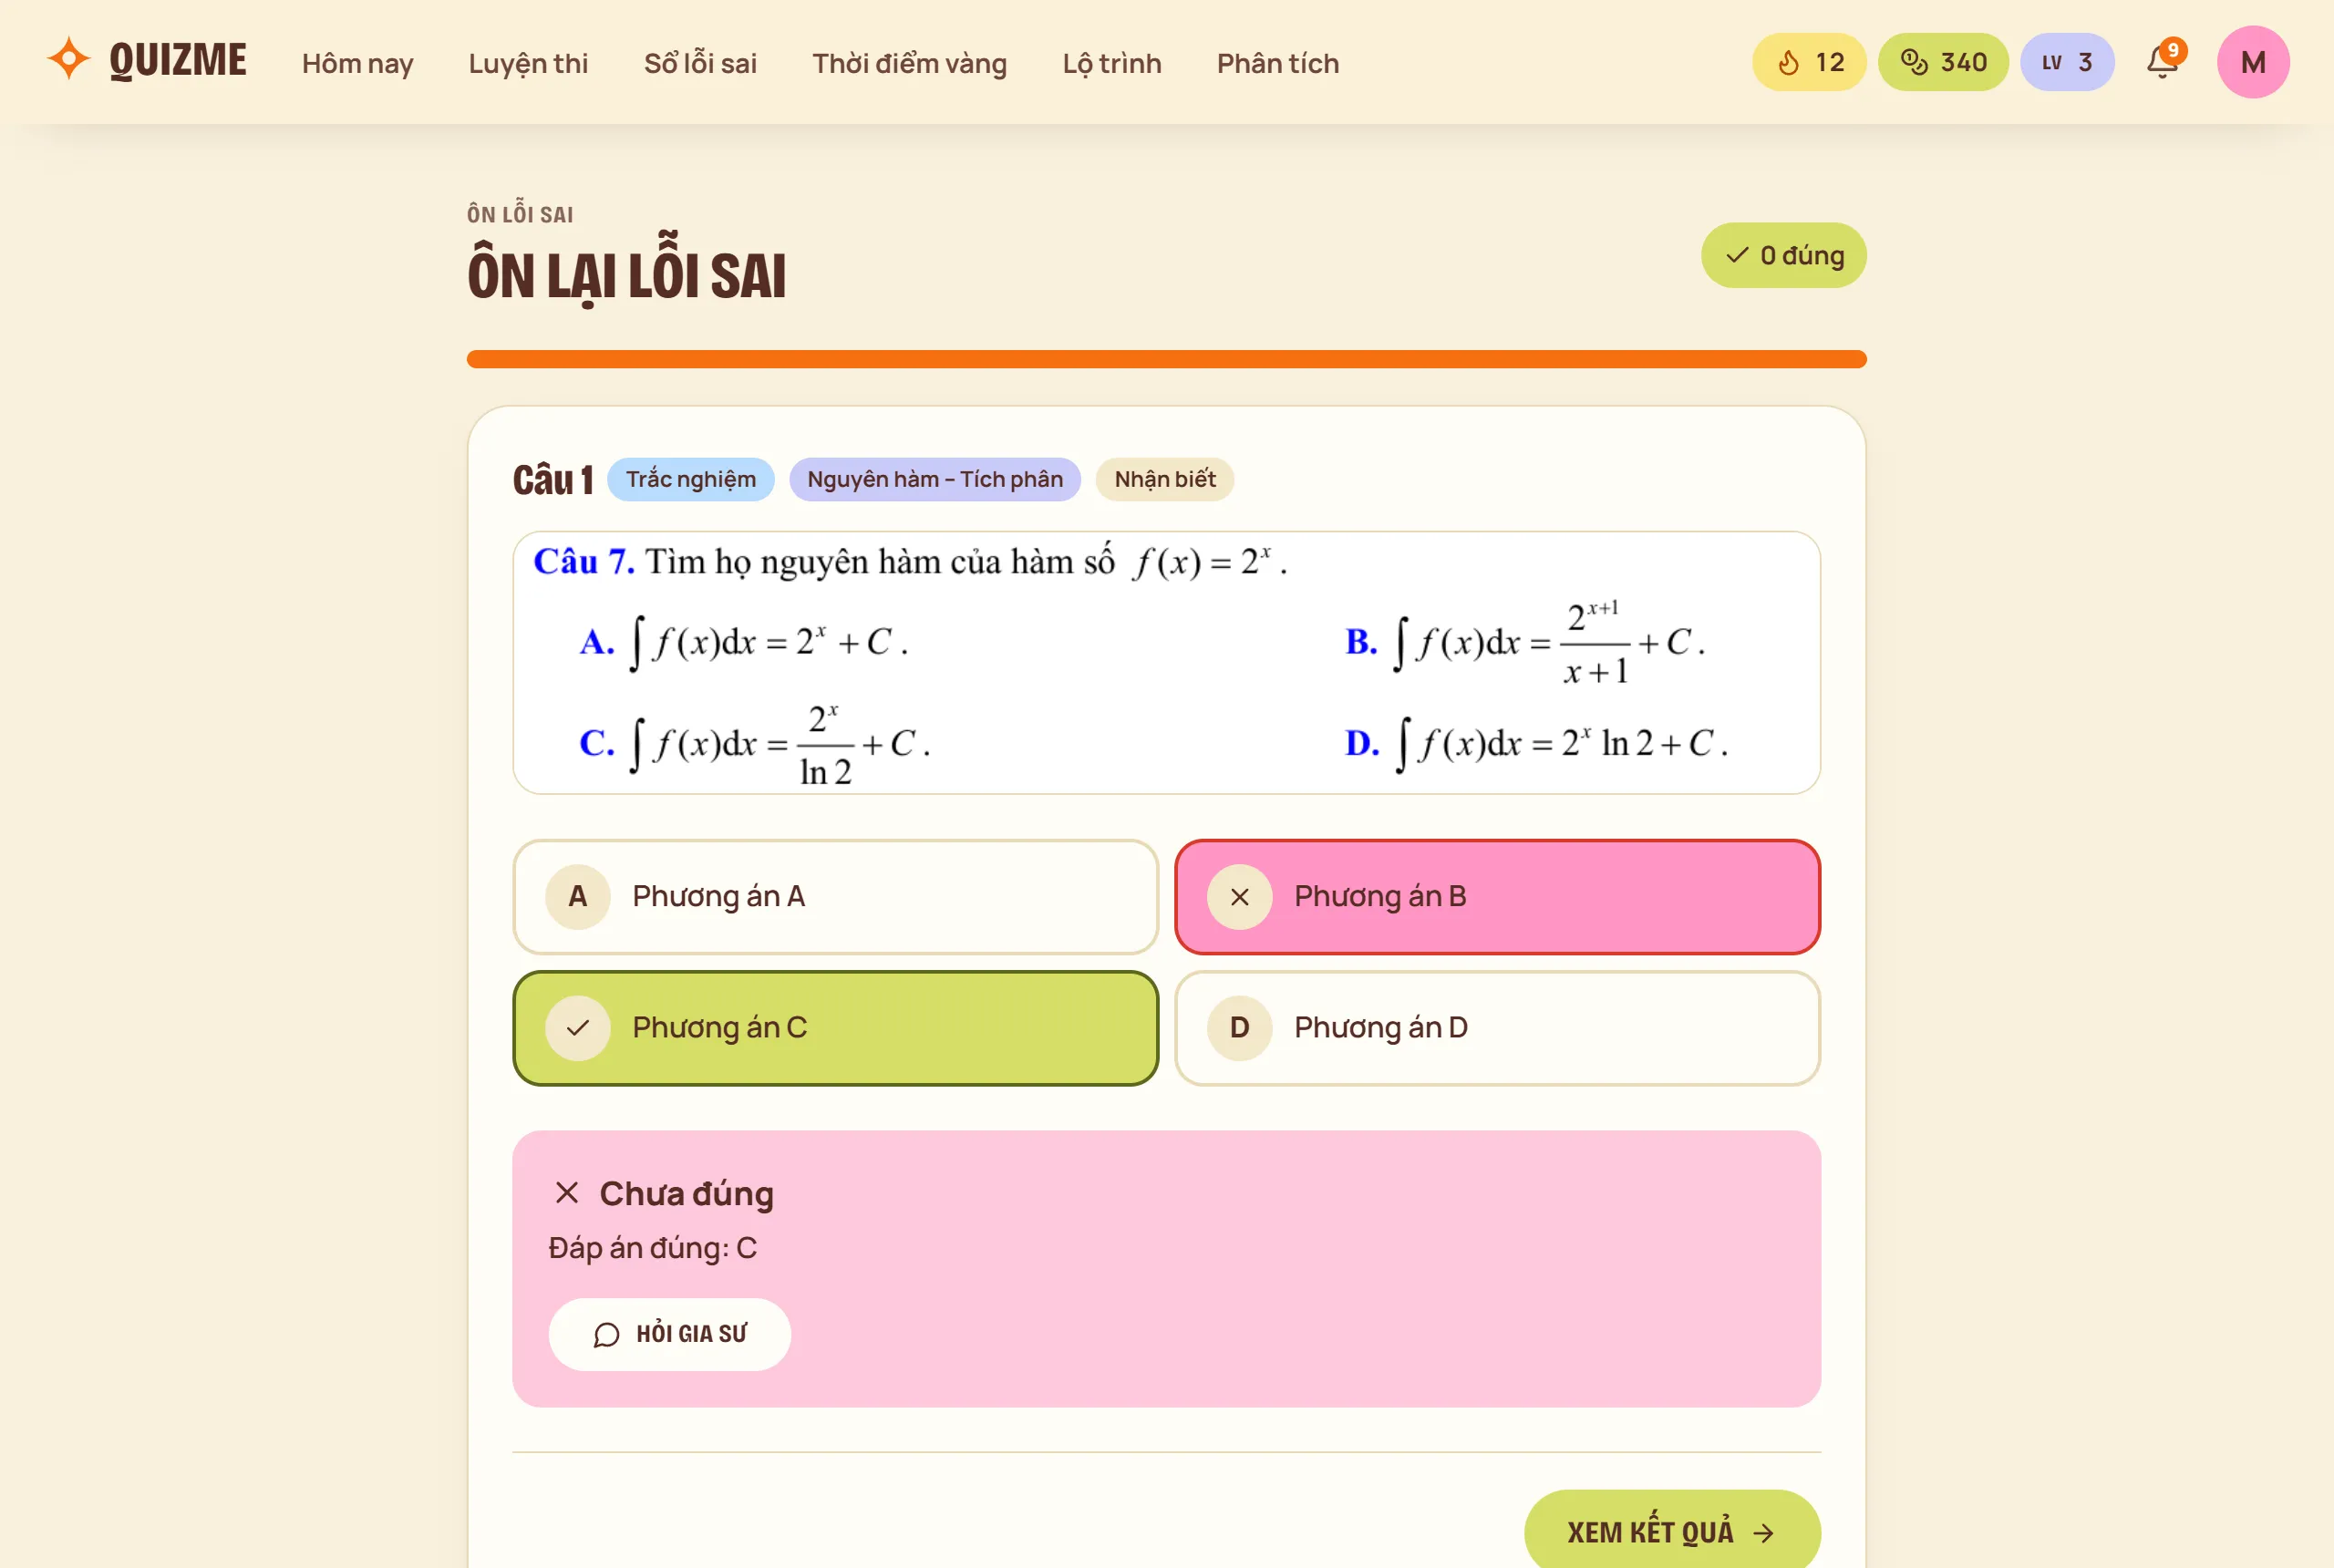 QUIZME Hôm nay Luyện thi Sổ lỗi sai Thời điểm vàng Lộ trình Phân tích 12 340 LV 3 9 M
ÔN LỖI SAI
ÔN LẠI LỖI SAI
0 đúng
Câu 1 Trắc nghiệm Nguyên hàm – Tích phân Nhận biết
Câu 7. Tìm họ nguyên hàm của hàm số f(x) = 2^x.
A. ∫ f(x)dx = 2^x + C. B. ∫ f(x)dx = 2^(x+1)/(x+1) + C.
C. ∫ f(x)dx = 2^x/ln 2 + C. D. ∫ f(x)dx = 2^x ln 2 + C.
A Phương án A Phương án B
Phương án C D Phương án D
Chưa đúng
Đáp án đúng: C
HỎI GIA SƯ
XEM KẾT QUẢ